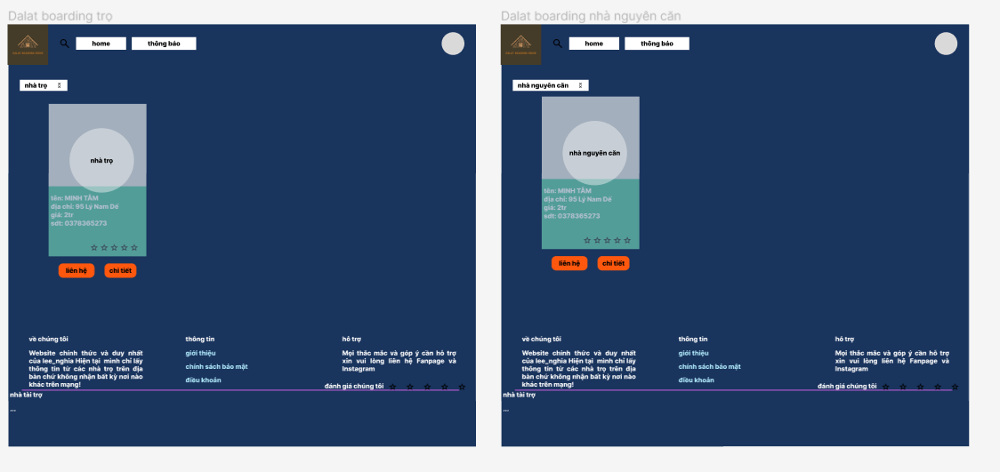 Dalat boarding trọ
home
thông báo
nhà trọ
nhà trọ
tên: MINH TÂM
địa chỉ: 95 Lý Nam Dế
giá: 2tr
sdt: 0378365273
liên hệ
chi tiết
về chúng tôi
Website chính thức và duy nhất
của lee_nghia Hiện tại mình chỉ lấy
thông tin từ các nhà trọ trên địa
bàn chứ không nhận bất kỳ nơi nào
khác trên mạng!
thông tin
giới thiệu
chính sách bảo mật
điều khoản
hỗ trợ
Mọi thắc mắc và góp ý cần hỗ trợ
xin vui lòng liên hệ Fanpage và
Instagram
đánh giá chúng tôi
nhà tài trợ
...
Dalat boarding nhà nguyên căn
home
thông báo
nhà nguyên căn
nhà nguyên căn
tên: MINH TÂM
địa chỉ: 95 Lý Nam Dế
giá: 2tr
sdt: 0378365273
liên hệ
chi tiết
về chúng tôi
Website chính thức và duy nhất
của lee_nghia Hiện tại mình chỉ lấy
thông tin từ các nhà trọ trên địa
bàn chứ không nhận bất kỳ nơi nào
khác trên mạng!
thông tin
giới thiệu
chính sách bảo mật
điều khoản
hỗ trợ
Mọi thắc mắc và góp ý cần hỗ trợ
xin vui lòng liên hệ Fanpage và
Instagram
đánh giá chúng tôi
nhà tài trợ
...